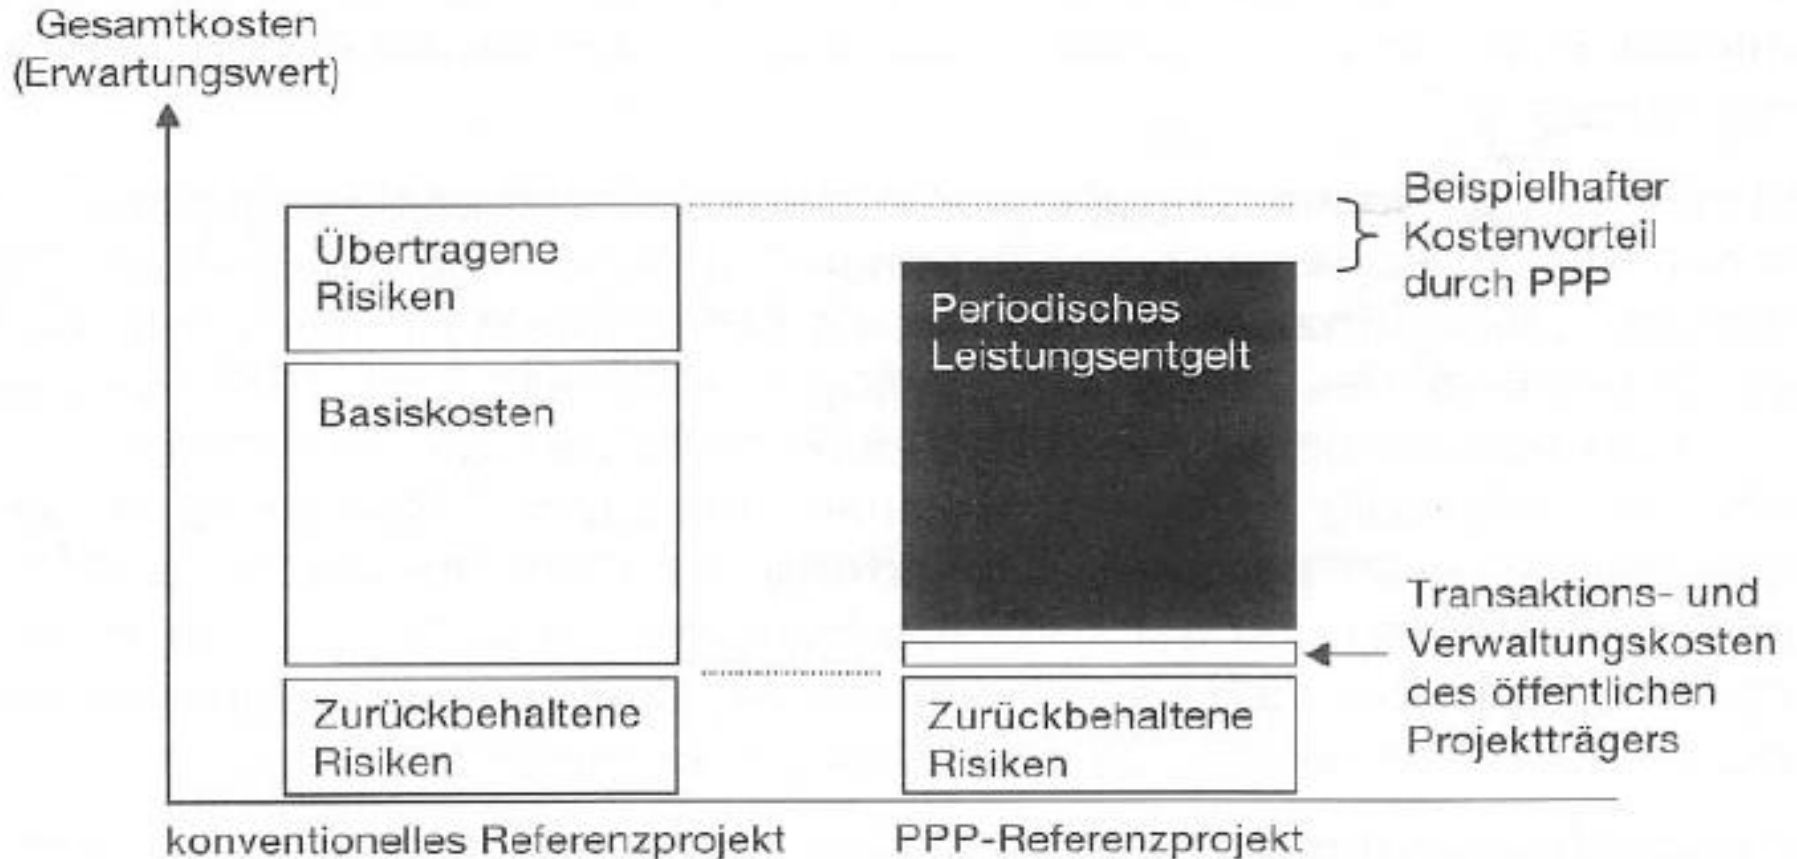 Gesamtkosten
(Erwartungswert)
Übertragene
Risiken
Basiskosten
Zurückbehaltene
Risiken
Periodisches
Leistungsentgelt
Zurückbehaltene
Risiken
Beispielhafter
Kostenvorteil
durch PPP
Transaktions- und
Verwaltungskosten
des öffentlichen
Projektträgers
konventionelles Referenzprojekt
PPP-Referenzprojekt